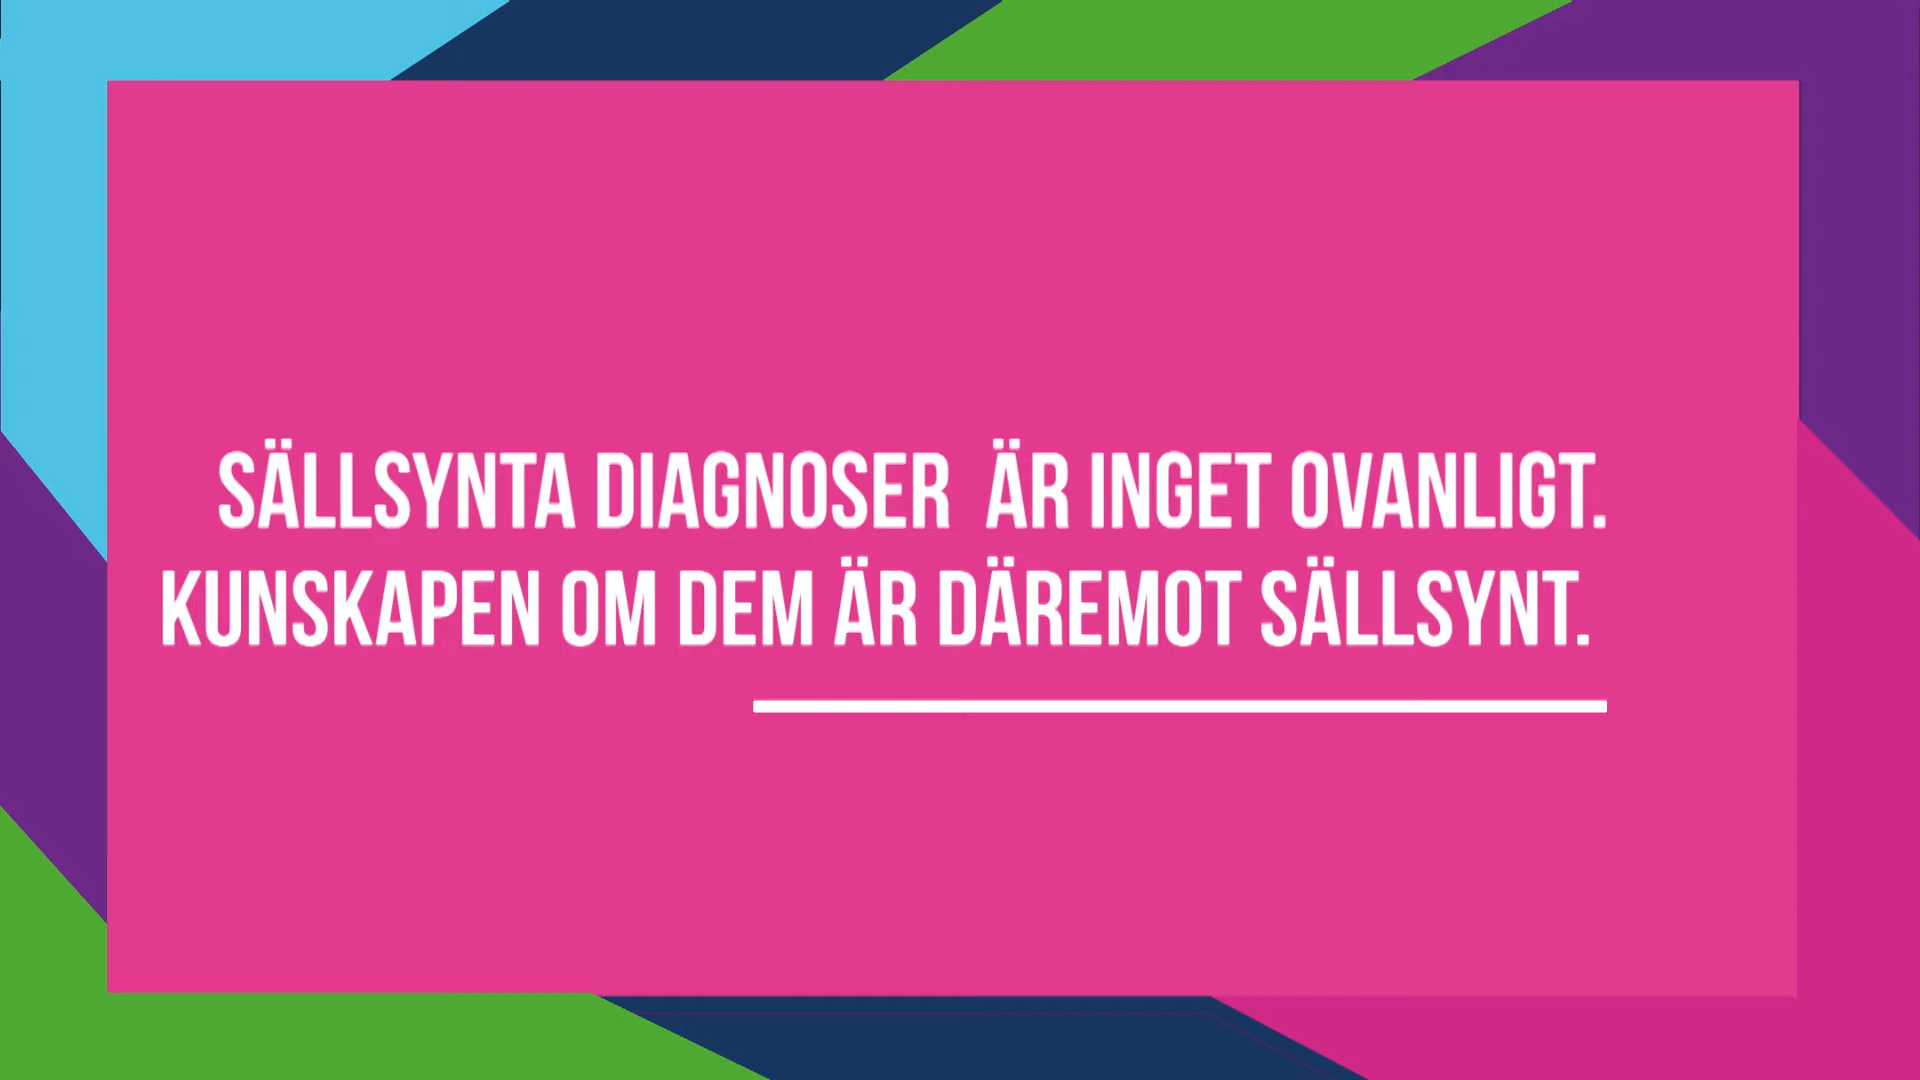 SÄLLSYNTA DIAGNOSER ÄR INGET OVANLIGT.
KUNSKAPEN OM DEM ÄR DÄREMOT SÄLLSYNT.